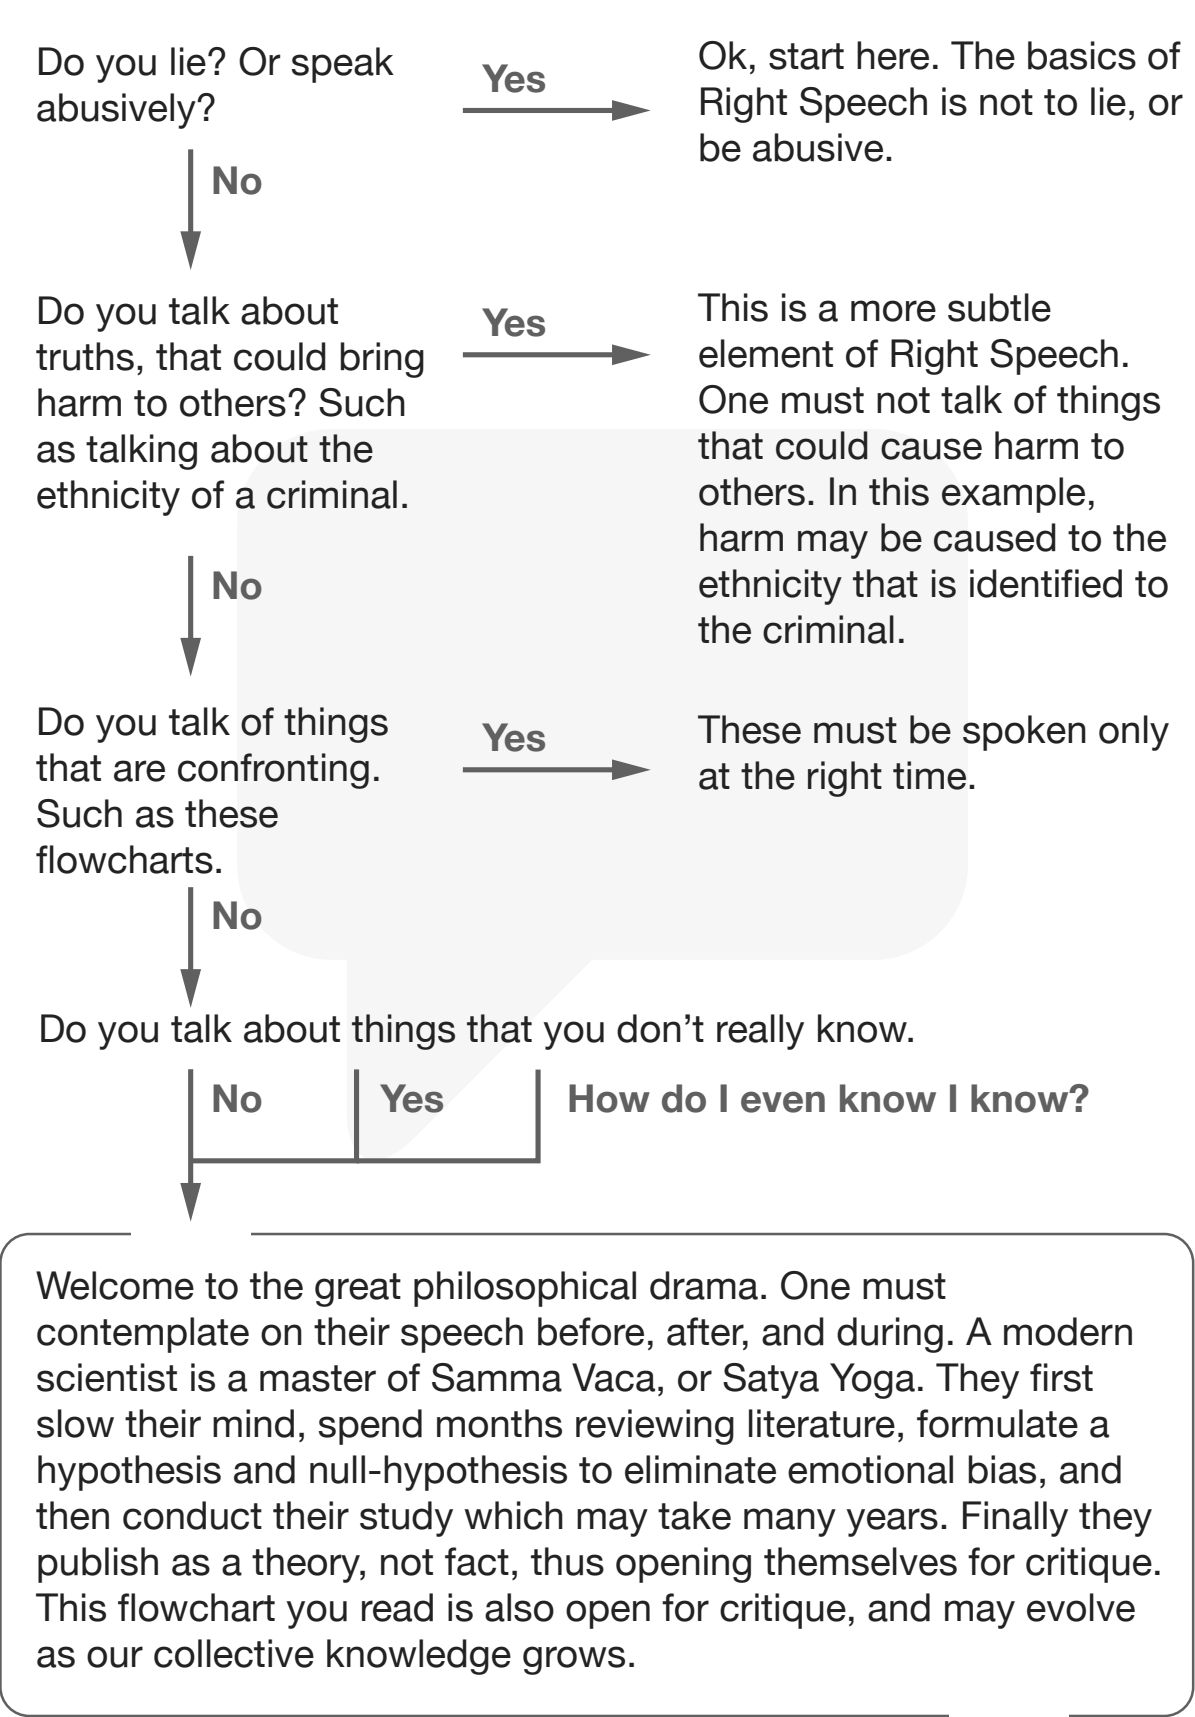 Do you lie? Or speak
abusively?
Yes
Ok, start here. The basics of
Right Speech is not to lie, or
be abusive.
No
Do you talk about
truths, that could bring
harm to others? Such
as talking about the
ethnicity of a criminal.
Yes
This is a more subtle
element of Right Speech.
One must not talk of things
that could cause harm to
others. In this example,
harm may be caused to the
ethnicity that is identified to
the criminal.
No
Do you talk of things
that are confronting.
Such as these
flowcharts.
Yes
These must be spoken only
at the right time.
No
Do you talk about things that you don’t really know.
No
Yes
How do I even know I know?
Welcome to the great philosophical drama. One must
contemplate on their speech before, after, and during. A modern
scientist is a master of Samma Vaca, or Satya Yoga. They first
slow their mind, spend months reviewing literature, formulate a
hypothesis and null-hypothesis to eliminate emotional bias, and
then conduct their study which may take many years. Finally they
publish as a theory, not fact, thus opening themselves for critique.
This flowchart you read is also open for critique, and may evolve
as our collective knowledge grows.